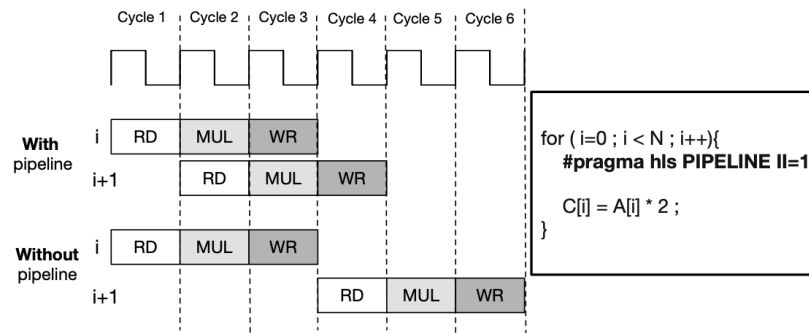 Cycle 1 Cycle 2 Cycle 3 Cycle 4 Cycle 5 Cycle 6
With
pipeline
i RD MUL WR
i+1 RD MUL WR
Without
pipeline
i RD MUL WR
i+1 RD MUL WR
for ( i=0 ; i < N ; i++){
#pragma hls PIPELINE II=1
C[i] = A[i] * 2 ;
}